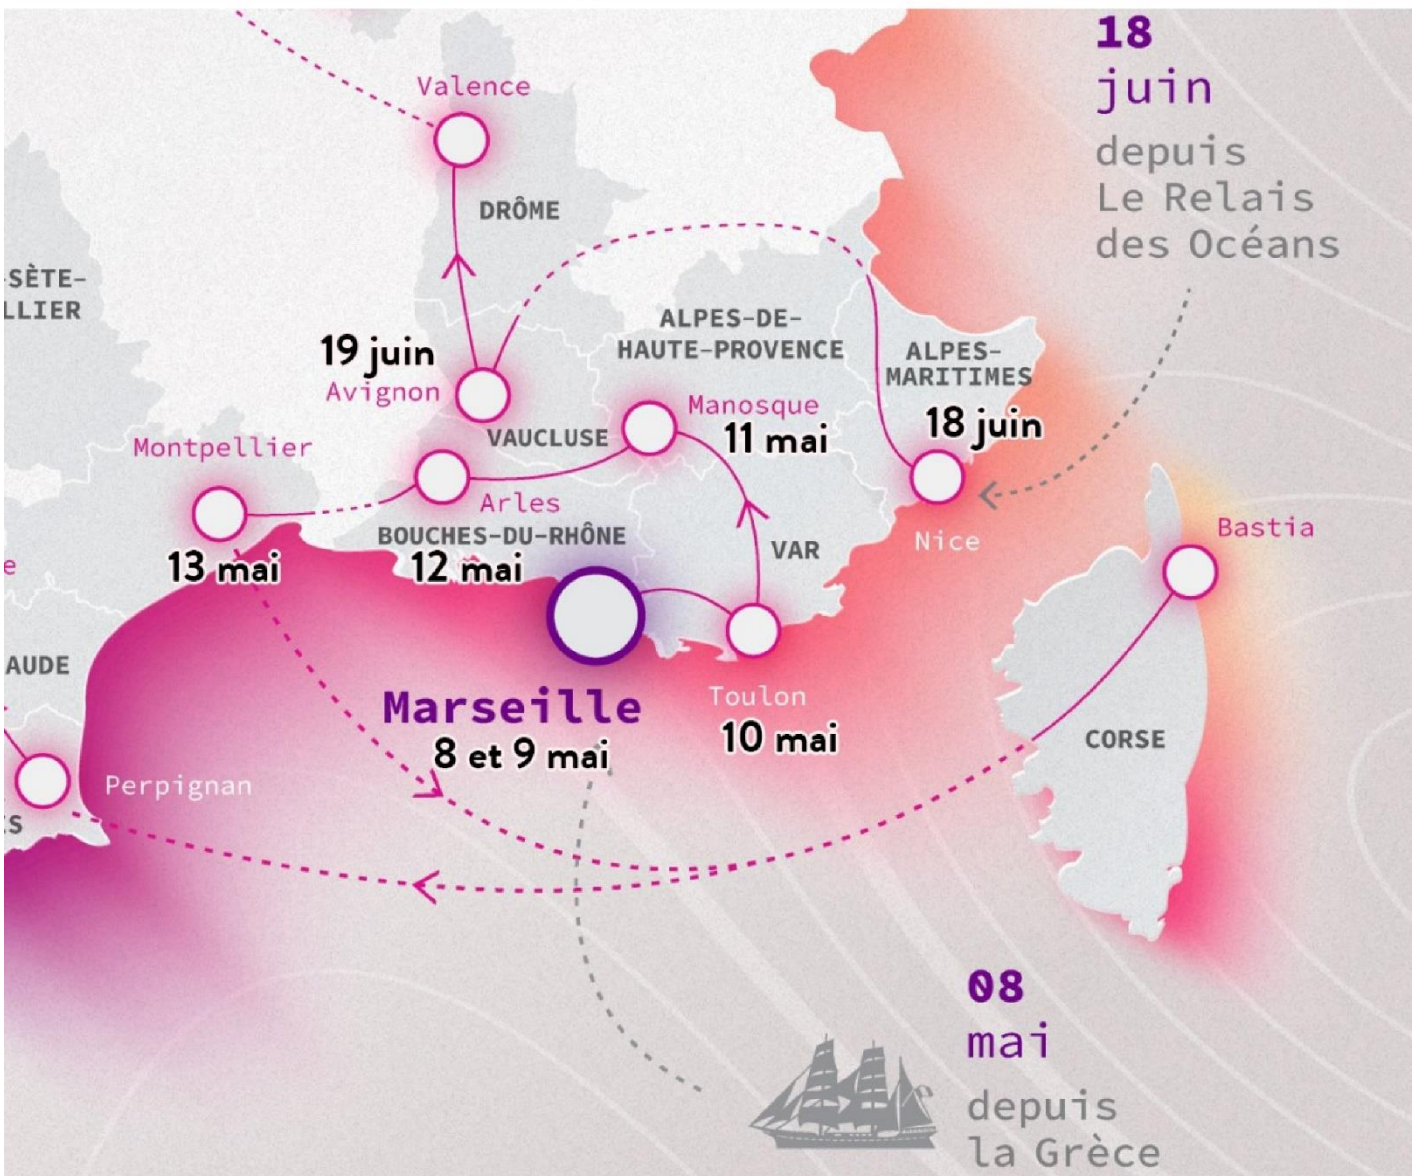 18
juin
depuis
Le Relais
des Océans
Valence
DRÔME
-SÈTE-
LLIER
ALPES-DE-
HAUTE-PROVENCE
ALPES-
MARITIMES
19 juin
Avignon
Manosque
11 mai
18 juin
VAUCLUSE
Montpellier
Arles
BOUCHES-DU-RHÔNE
12 mai
13 mai
VAR
Nice
Bastia
e
AUDE
Marseille
8 et 9 mai
Toulon
10 mai
CORSE
Perpignan
S
08
mai
depuis
la Grèce